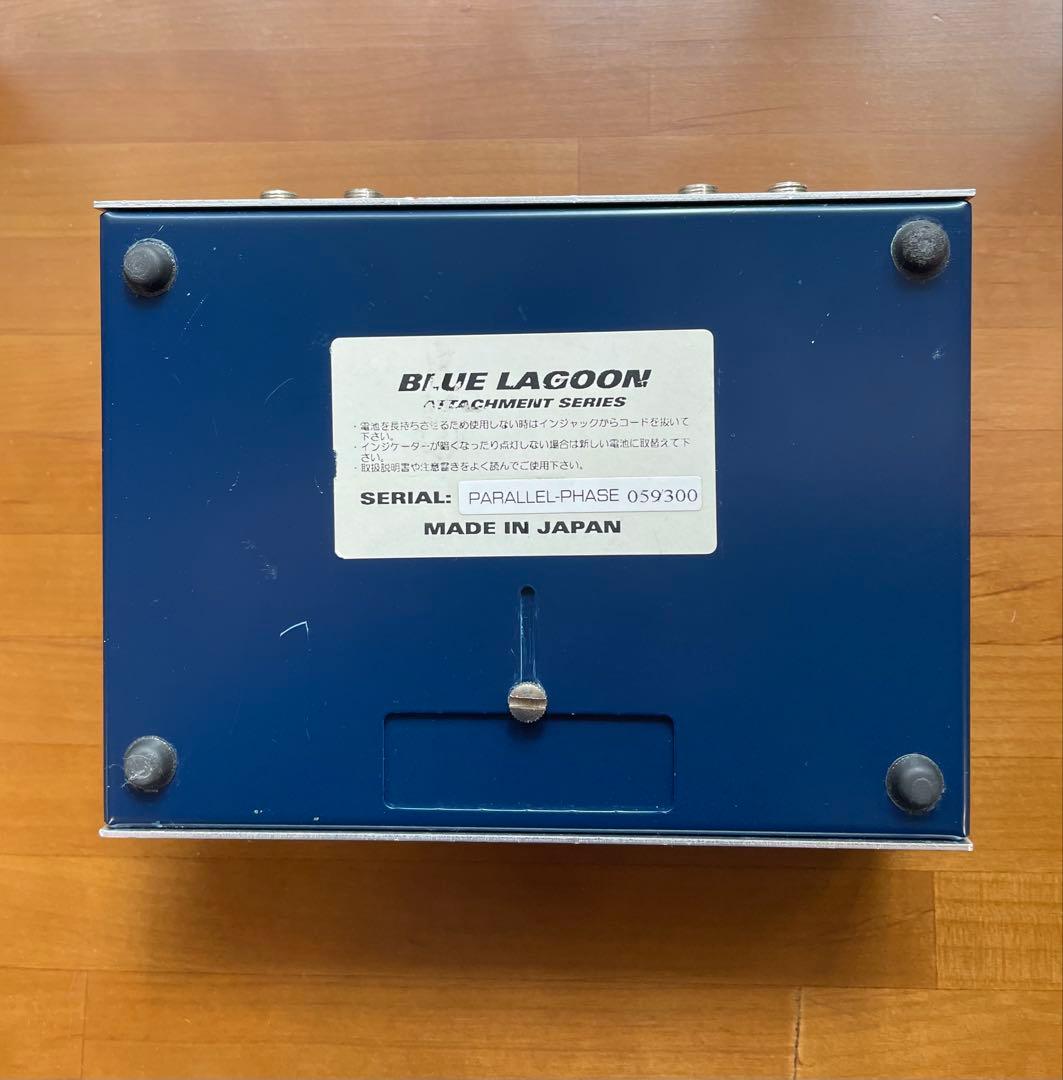 BLUE LAGOON
ATTACHMENT SERIES
・電池を長持ちさせるため使用しない時はインジャックからコードを抜いて
下さい。
・インジケーターが暗くなったり点灯しない場合は新しい電池に取替えて下
さい。
・取扱説明書や注意書きをよく読んでご使用下さい。
SERIAL: PARALLEL-PHASE 059300
MADE IN JAPAN